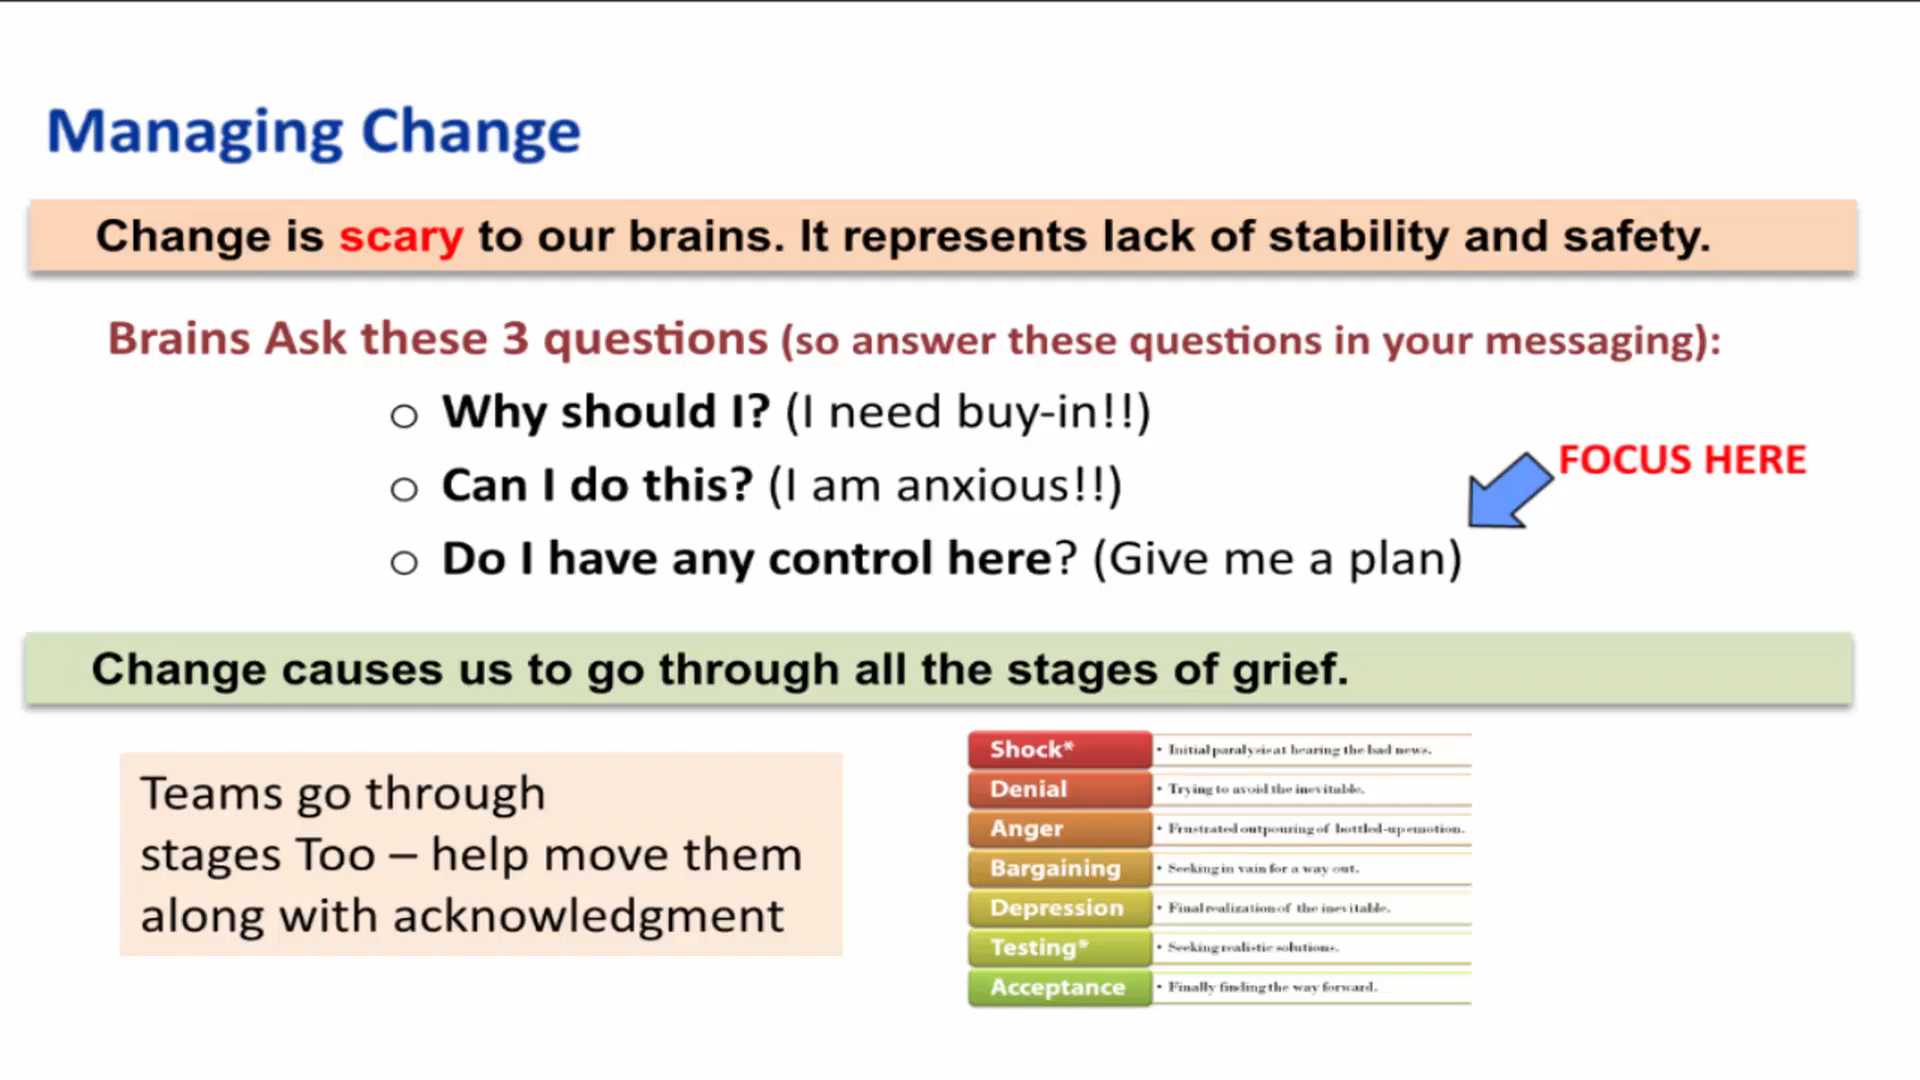 Managing Change
Change is scary to our brains. It represents lack of stability and safety.
Brains Ask these 3 questions (so answer these questions in your messaging):
o Why should I? (I need buy-in!!)
o Can I do this? (I am anxious!!)
FOCUS HERE
o Do I have any control here? (Give me a plan)
Change causes us to go through all the stages of grief.
Teams go through
stages Too – help move them
along with acknowledgment
Shock* • Initial paralysis at hearing the bad news.
Denial • Trying to avoid the inevitable.
Anger • Frustrated outpouring of bottled-up emotion.
Bargaining • Seeking in vain for a way out.
Depression • Final realization of the inevitable.
Testing* • Seeking realistic solutions.
Acceptance • Finally finding the way forward.